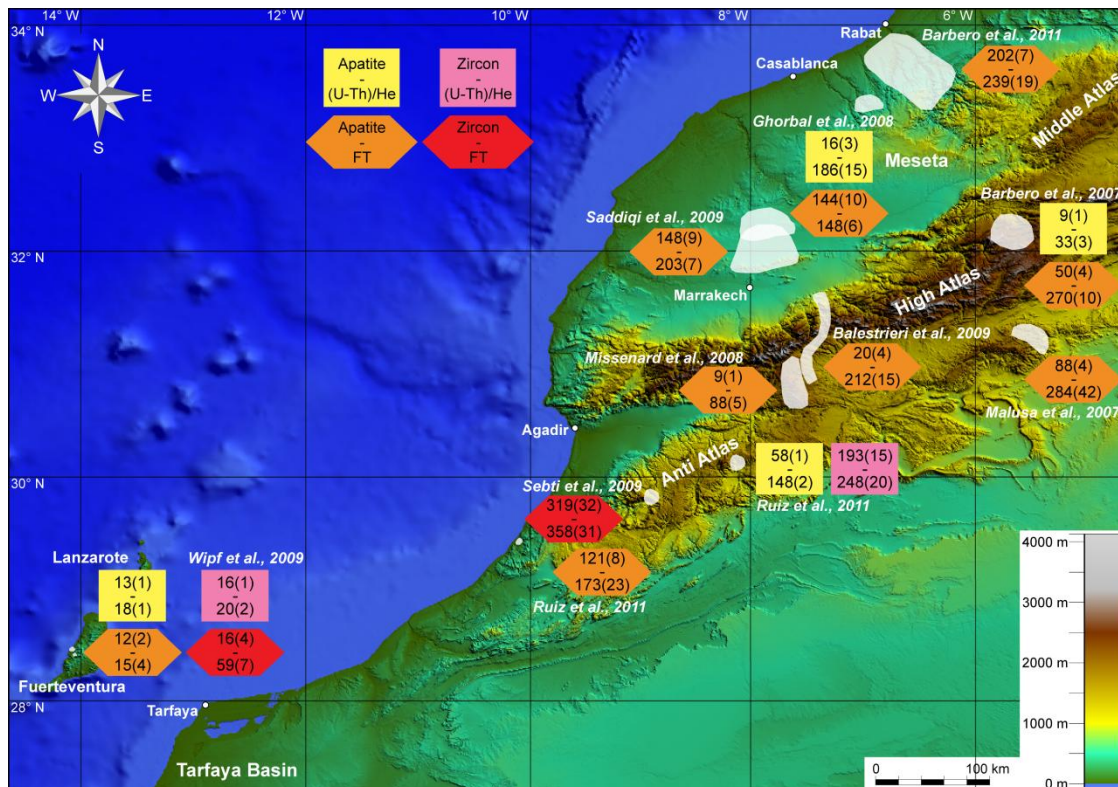 14° W
12° W
10° W
8° W
6° W
34° N
32° N
30° N
28° N
N
W
E
S
Apatite
-
(U-Th)/He
Zircon
-
(U-Th)/He
Apatite
-
FT
Zircon
-
FT
Rabat
Casablanca
Barbero et al., 2011
202(7)
-
239(19)
Middle Atlas
Ghorbal et al., 2008
16(3)
-
186(15)
144(10)
-
148(6)
Meseta
Barbero et al., 2007
9(1)
-
33(3)
50(4)
-
270(10)
Saddiqi et al., 2009
148(9)
-
203(7)
Marrakech
High Atlas
Missenard et al., 2008
9(1)
-
88(5)
Balestrieri et al., 2009
20(4)
-
212(15)
88(4)
-
284(42)
Malusa et al., 2007
Agadir
Anti Atlas
58(1)
-
148(2)
193(15)
-
248(20)
Ruiz et al., 2011
Sebti et al., 2009
319(32)
-
358(31)
121(8)
-
173(23)
Ruiz et al., 2011
Lanzarote
Wipf et al., 2009
13(1)
-
18(1)
16(1)
-
20(2)
12(2)
-
15(4)
16(4)
-
59(7)
Fuerteventura
Tarfaya
Tarfaya Basin
4000 m
3000 m
2000 m
1000 m
0 m
0
100 km